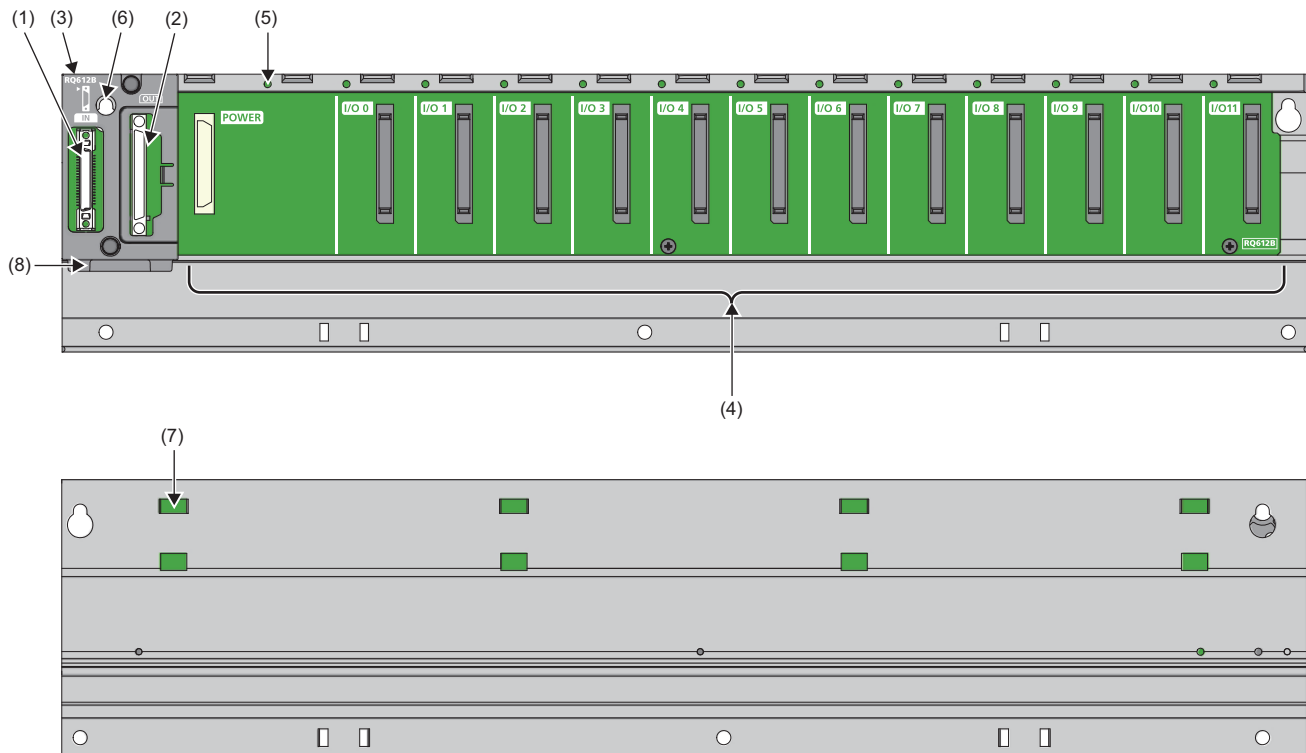 (1) (3) (6) (2) (5)
RQ612B
OUT
IN
POWER
I/O 0 I/O 1 I/O 2 I/O 3 I/O 4 I/O 5 I/O 6 I/O 7 I/O 8 I/O 9 I/O10 I/O11
RQ612B
(8)
(4)
(7)